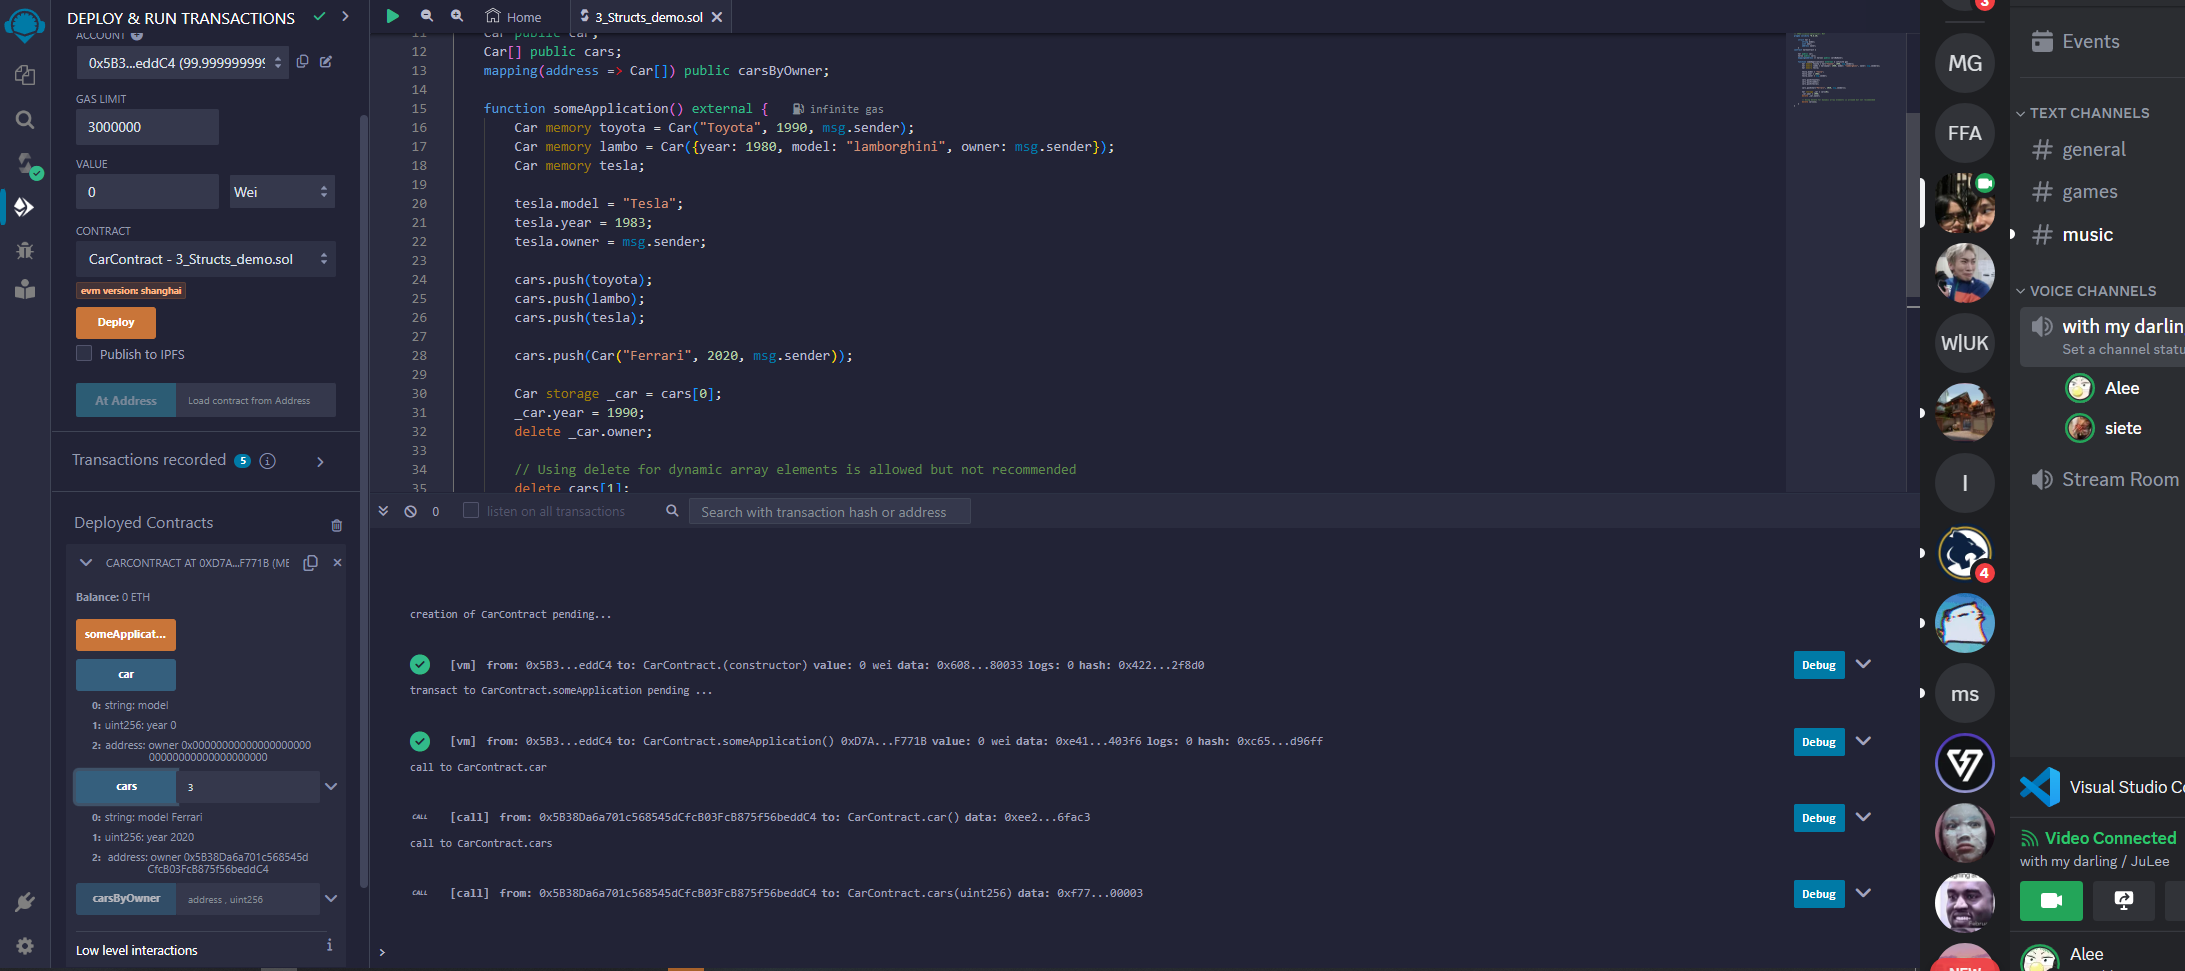 DEPLOY & RUN TRANSACTIONS
ACCOUNT
0x5B3...eddC4 (99.999999999
GAS LIMIT
3000000
VALUE
0
Wei
CONTRACT
CarContract - 3_Structs_demo.sol
evm version: shanghai
Deploy
Publish to IPFS
At Address
Load contract from Address
Transactions recorded 5 i
Deployed Contracts
CARCONTRACT AT 0XD7A...F771B (ME
Balance: 0 ETH
someApplicat...
car
0: string: model
1: uint256: year 0
2: address: owner 0x00000000000000000000
00000000000000000000
cars
3
0: string: model Ferrari
1: uint256: year 2020
2: address: owner 0x5B38Da6a701c568545d
CfcB03FcB875f56beddC4
carsByOwner
address , uint256
Low level interactions
i
Home
3_Structs_demo.sol
11 Car public car;
12 Car[] public cars;
13 mapping(address => Car[]) public carsByOwner;
14
15 function someApplication() external { infinite gas
16 Car memory toyota = Car("Toyota", 1990, msg.sender);
17 Car memory lambo = Car({year: 1980, model: "lamborghini", owner: msg.sender});
18 Car memory tesla;
19
20 tesla.model = "Tesla";
21 tesla.year = 1983;
22 tesla.owner = msg.sender;
23
24 cars.push(toyota);
25 cars.push(lambo);
26 cars.push(tesla);
27
28 cars.push(Car("Ferrari", 2020, msg.sender));
29
30 Car storage _car = cars[0];
31 _car.year = 1990;
32 delete _car.owner;
33
34 // Using delete for dynamic array elements is allowed but not recommended
35 delete cars[1];
0
listen on all transactions
Search with transaction hash or address
creation of CarContract pending...
[vm] from: 0x5B3...eddC4 to: CarContract.(constructor) value: 0 wei data: 0x608...80033 logs: 0 hash: 0x422...2f8d0
Debug
transact to CarContract.someApplication pending ...
[vm] from: 0x5B3...eddC4 to: CarContract.someApplication() 0xD7A...F771B value: 0 wei data: 0xe41...403f6 logs: 0 hash: 0xc65...d96ff
Debug
call to CarContract.car
CALL [call] from: 0x5B38Da6a701c568545dCfcB03FcB875f56beddC4 to: CarContract.car() data: 0xee2...6fac3
Debug
call to CarContract.cars
CALL [call] from: 0x5B38Da6a701c568545dCfcB03FcB875f56beddC4 to: CarContract.cars(uint256) data: 0xf77...00003
Debug
>
3
MG
FFA
W|UK
I
4
ms
NEW
Events
TEXT CHANNELS
# general
# games
# music
VOICE CHANNELS
with my darlin
Set a channel statu
Alee
siete
Stream Room
Visual Studio Co
Video Connected
with my darling / JuLee
Alee